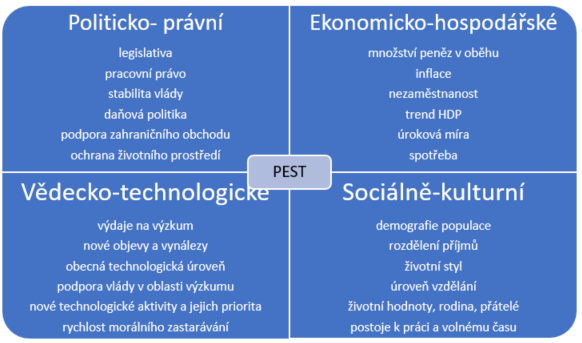 Politicko- právní
legislativa
pracovní právo
stabilita vlády
daňová politika
podpora zahraničního obchodu
ochrana životního prostředí
Ekonomicko-hospodářské
množství peněz v oběhu
inflace
nezaměstnanost
trend HDP
úroková míra
spotřeba
PEST
Vědecko-technologické
výdaje na výzkum
nové objevy a vynálezy
obecná technologická úroveň
podpora vlády v oblasti výzkumu
nové technologické aktivity a jejich priorita
rychlost morálního zastarávání
Sociálně-kulturní
demografie populace
rozdělení příjmů
životní styl
úroveň vzdělání
životní hodnoty, rodina, přátelé
postoje k práci a volnému času